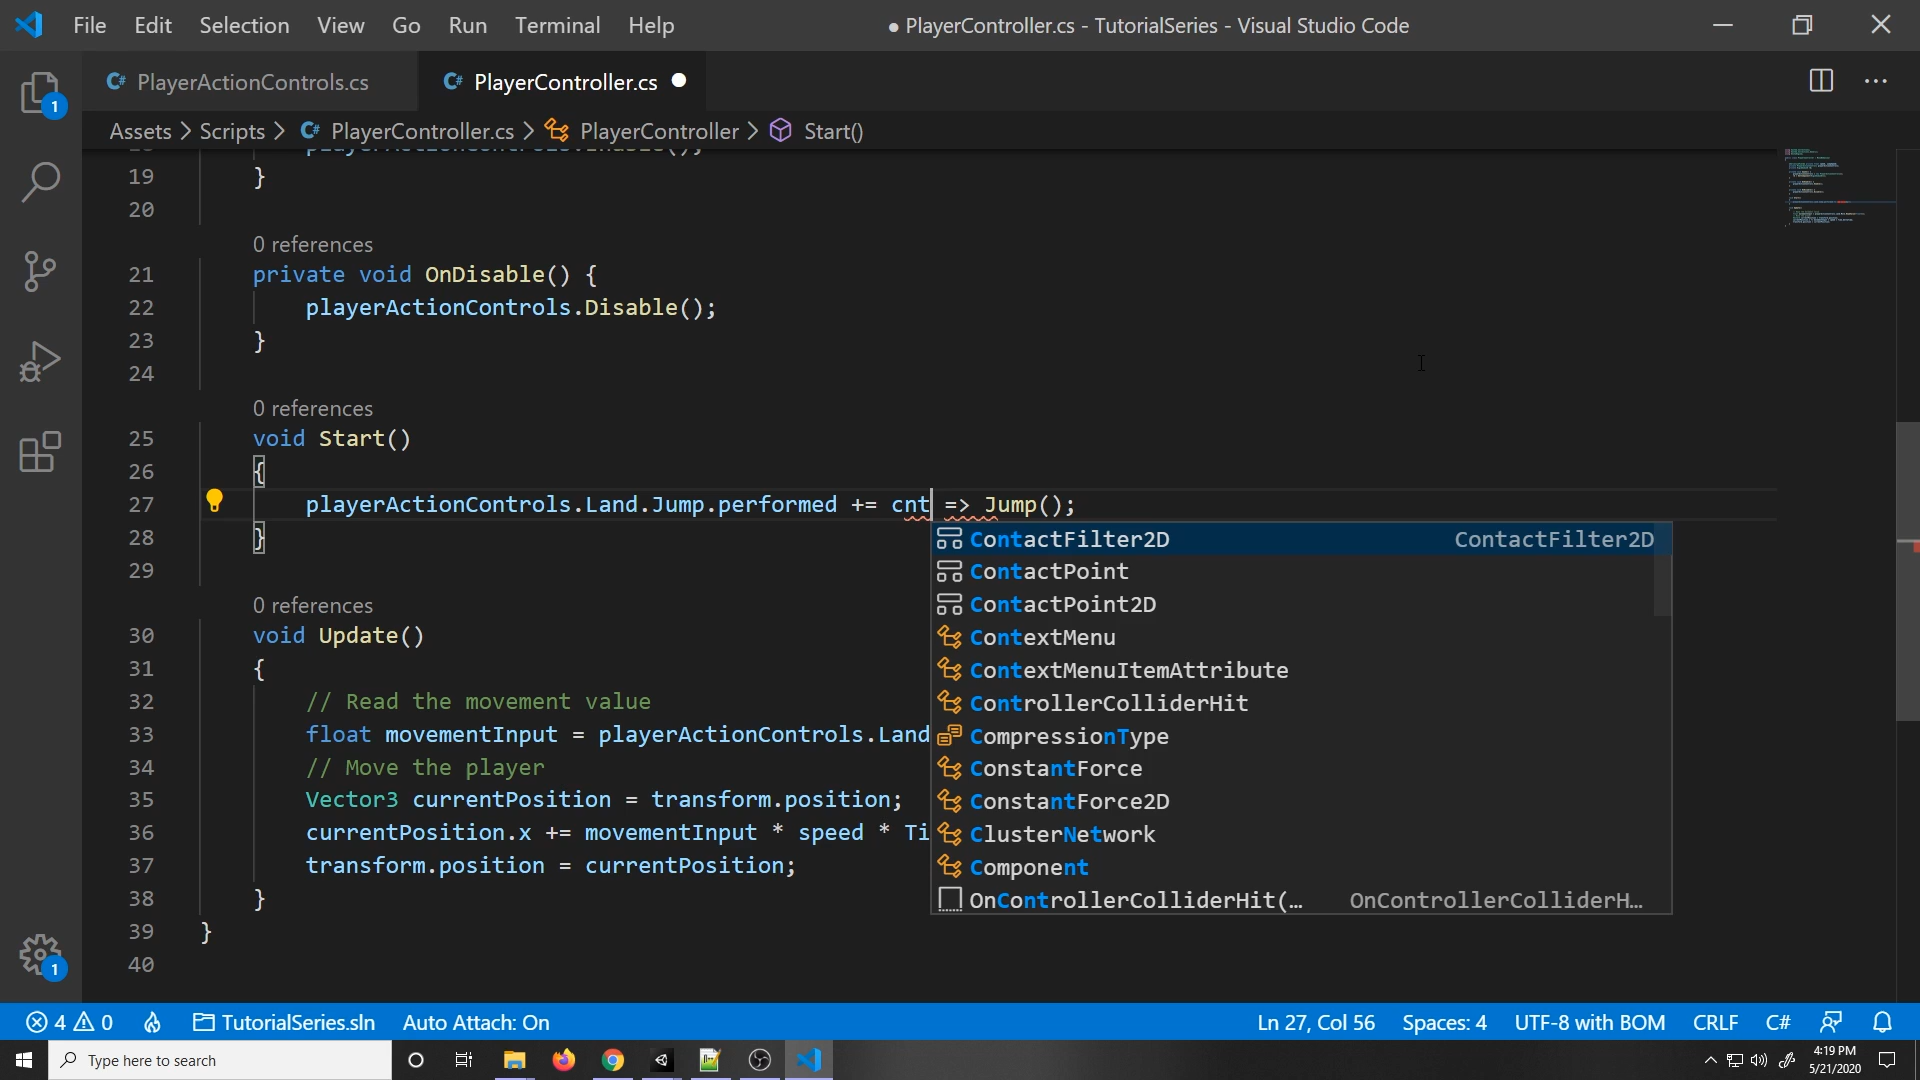 File Edit Selection View Go Run Terminal Help ● PlayerController.cs - TutorialSeries - Visual Studio Code
PlayerActionControls.cs PlayerController.cs ●
1
Assets > Scripts > PlayerController.cs > PlayerController > Start()
19 }
20
0 references
21 private void OnDisable() {
22 playerActionControls.Disable();
23 }
24
0 references
25 void Start()
26 {
27 playerActionControls.Land.Jump.performed += cnt => Jump();
28 }
29
ContactFilter2D ContactFilter2D
ContactPoint
ContactPoint2D
ContextMenu
ContextMenuItemAttribute
ControllerColliderHit
CompressionType
ConstantForce
ConstantForce2D
ClusterNetwork
Component
OnControllerColliderHit(… OnControllerColliderH…
0 references
30 void Update()
31 {
32 // Read the movement value
33 float movementInput = playerActionControls.Land
34 // Move the player
35 Vector3 currentPosition = transform.position;
36 currentPosition.x += movementInput * speed * Ti
37 transform.position = currentPosition;
38 }
39 }
40
1
4 0 TutorialSeries.sln Auto Attach: On Ln 27, Col 56 Spaces: 4 UTF-8 with BOM CRLF C#
Type here to search
4:19 PM
5/21/2020